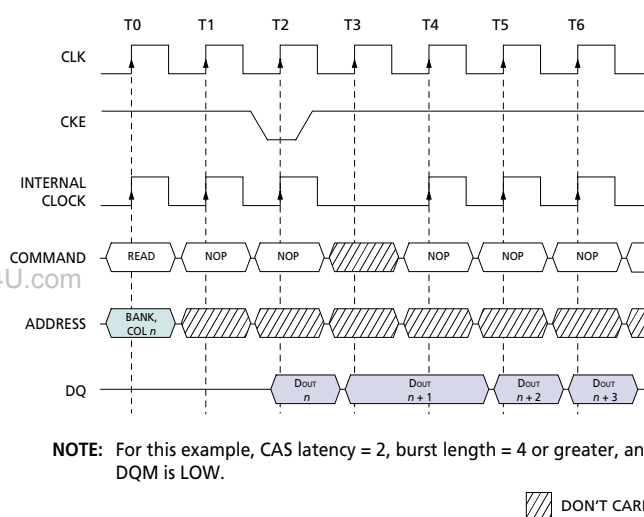 T0 T1 T2 T3 T4 T5 T6
CLK
CKE
INTERNAL
CLOCK
COMMAND READ NOP NOP NOP NOP NOP
4U.com
ADDRESS BANK,
COL n
DQ DOUT DOUT DOUT DOUT
n n + 1 n + 2 n + 3
NOTE: For this example, CAS latency = 2, burst length = 4 or greater, an
DQM is LOW.
DON'T CAR